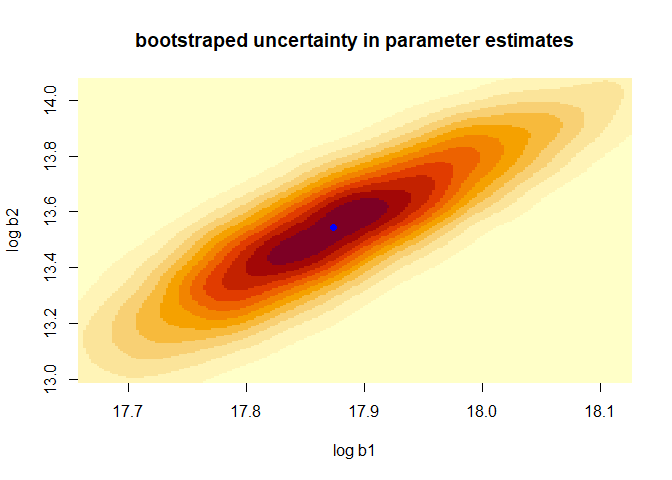 bootstraped uncertainty in parameter estimates
log b2
14.0
13.8
13.6
13.4
13.2
13.0
17.7 17.8 17.9 18.0 18.1
log b1